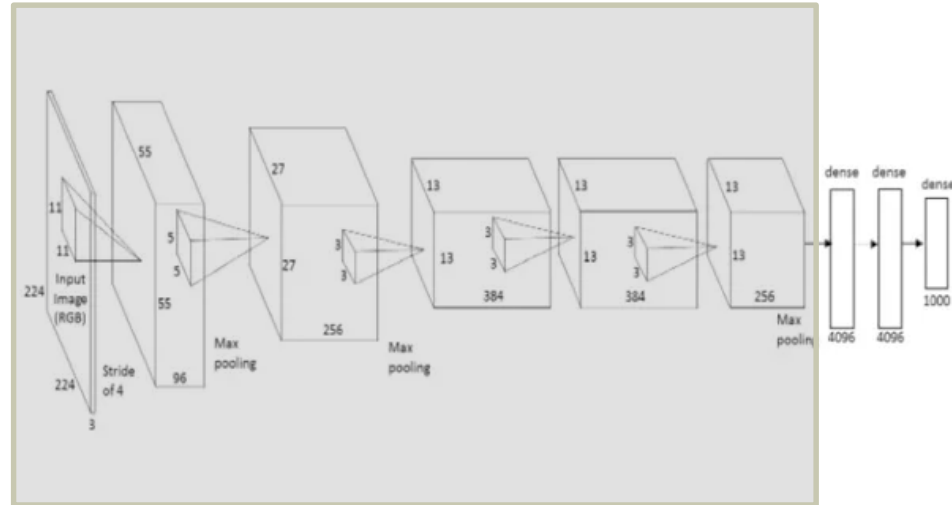 55
11
11
Input
Image
(RGB)
224
224
3
Stride
of 4
5
5
55
96
27
Max
pooling
3
3
27
256
13
Max
pooling
3
3
13
384
13
3
3
13
384
13
13
256
Max
pooling
dense
4096
dense
4096
dense
1000